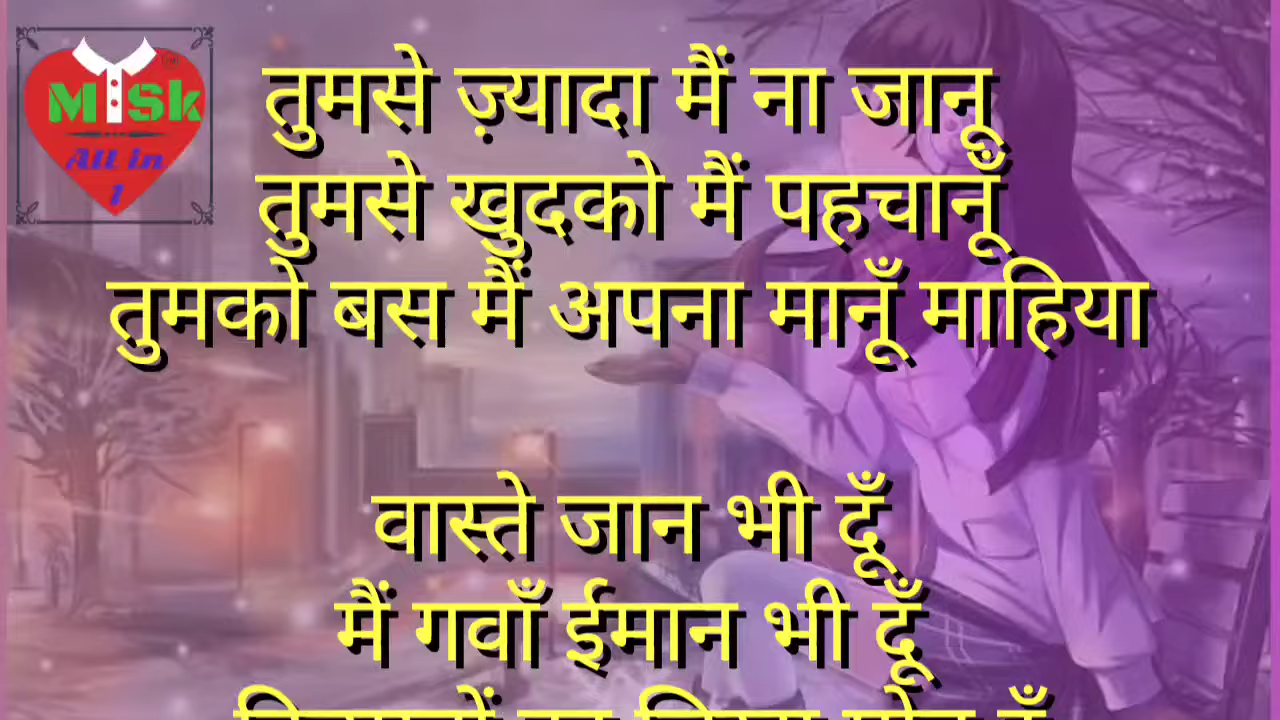 MISk
All in
1
तुमसे ज़्यादा मैं ना जानू
तुमसे खुदको मैं पहचानूँ
तुमको बस मैं अपना मानूँ माहिया
वास्ते जान भी दूँ
मैं गवाँ ईमान भी दूँ